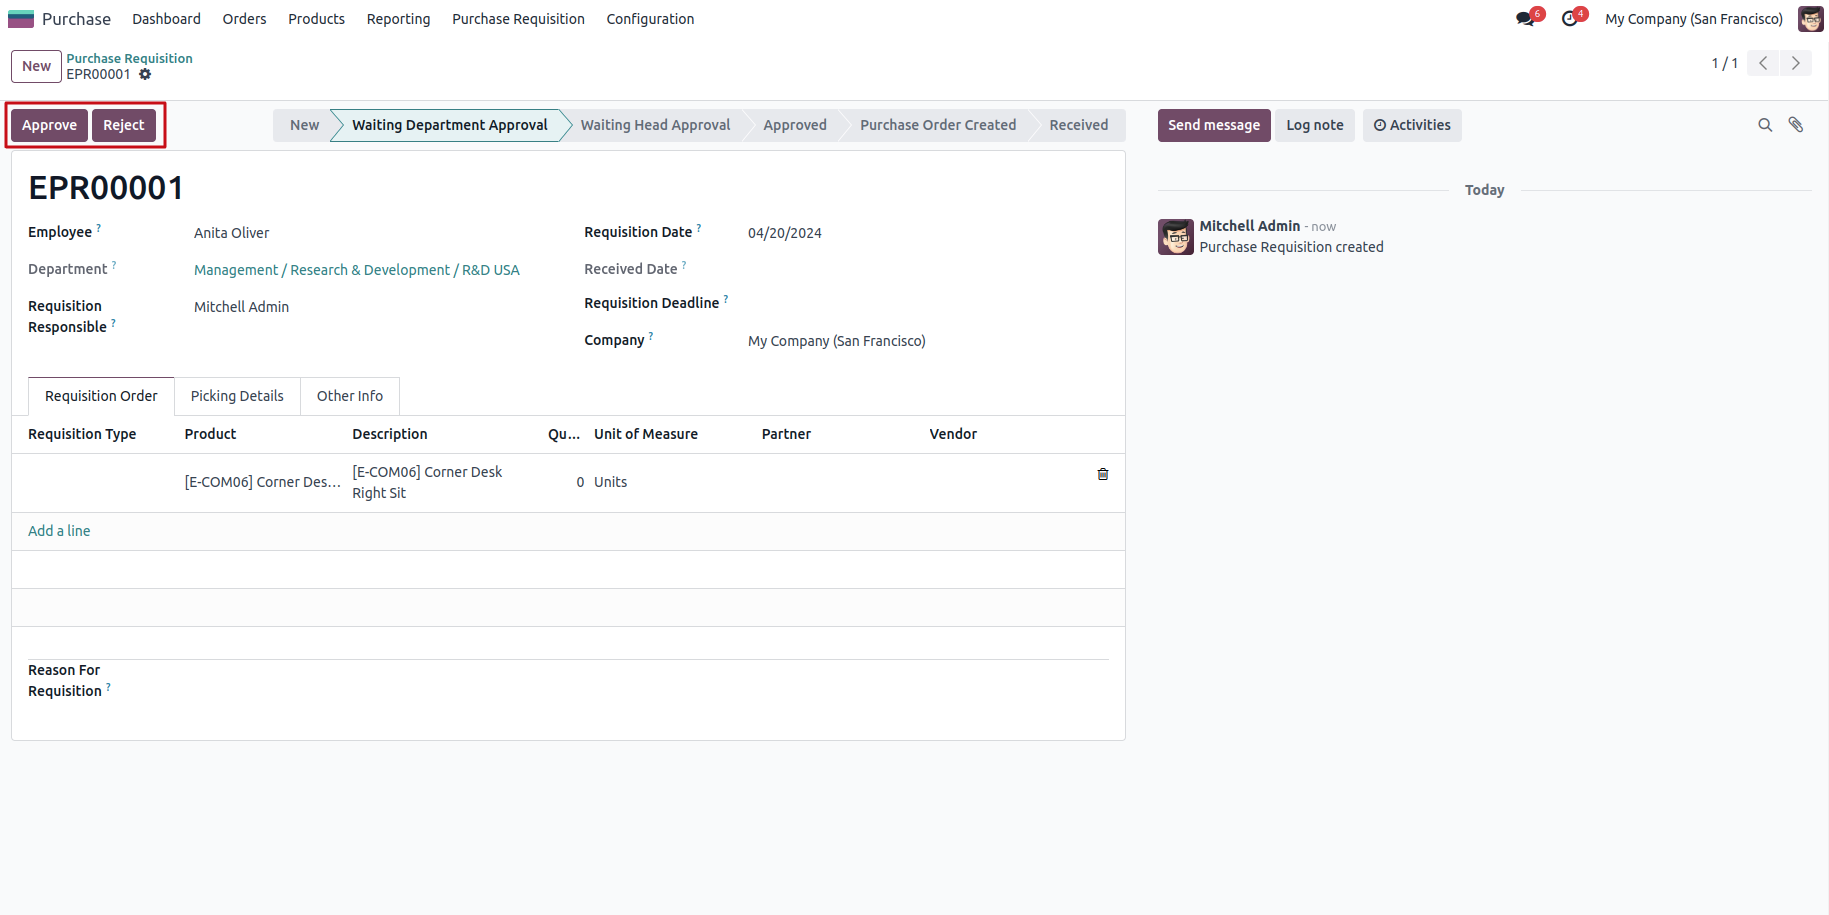 Purchase Dashboard Orders Products Reporting Purchase Requisition Configuration 6 4 My Company (San Francisco)
New Purchase Requisition
EPR00001 1 / 1
Approve Reject New Waiting Department Approval Waiting Head Approval Approved Purchase Order Created Received Send message Log note Activities
EPR00001
Today
Employee ? Anita Oliver Requisition Date ? 04/20/2024
Mitchell Admin - now
Purchase Requisition created
Department ? Management / Research & Development / R&D USA Received Date ?
Requisition Responsible ? Mitchell Admin Requisition Deadline ?
Company ? My Company (San Francisco)
Requisition Order Picking Details Other Info
Requisition Type Product Description Qu... Unit of Measure Partner Vendor
[E-COM06] Corner Des... [E-COM06] Corner Desk 0 Units
Right Sit
Add a line
Reason For
Requisition ?